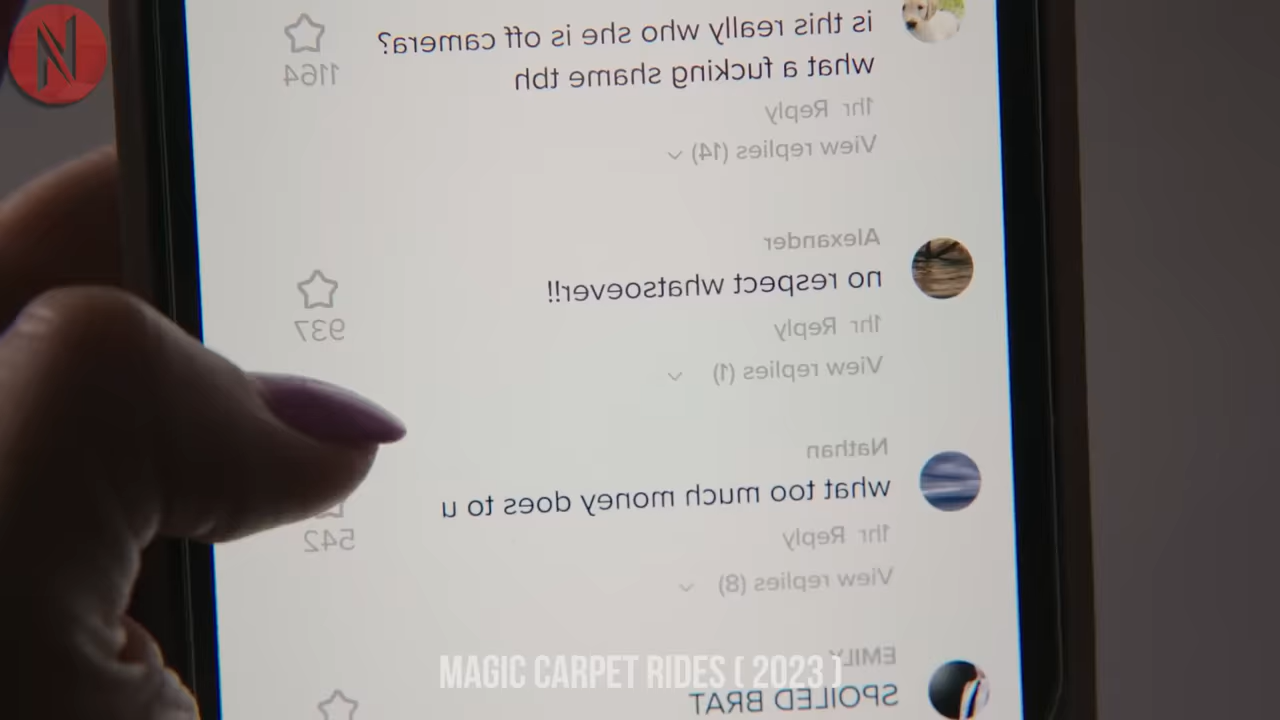 N
is this really who she is off camera?
what a fucking shame tbh
1164
1hr Reply
View replies (14)
Alexander
no respect whatsoever!!
937
1hr Reply
View replies (1)
Nathan
what too much money does to u
542
1hr Reply
View replies (8)
EMILY
SPOILED BRAT
MAGIC CARPET RIDES ( 2023 )